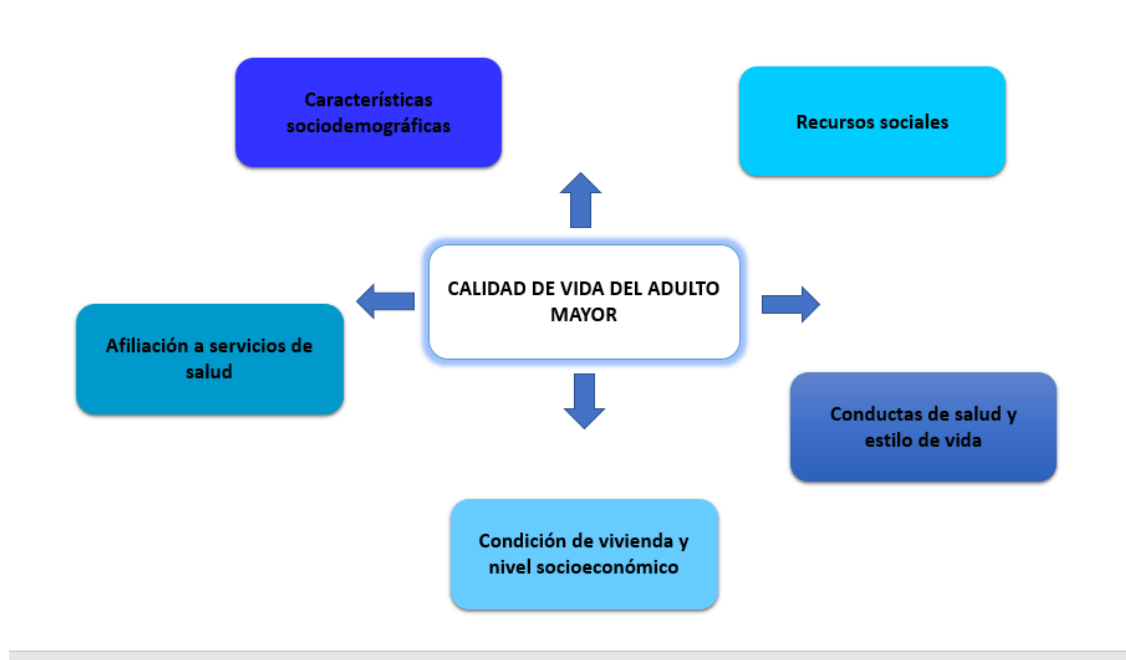 Características
sociodemográficas
Recursos sociales
CALIDAD DE VIDA DEL ADULTO
MAYOR
Afiliación a servicios de
salud
Conductas de salud y
estilo de vida
Condición de vivienda y
nivel socioeconómico